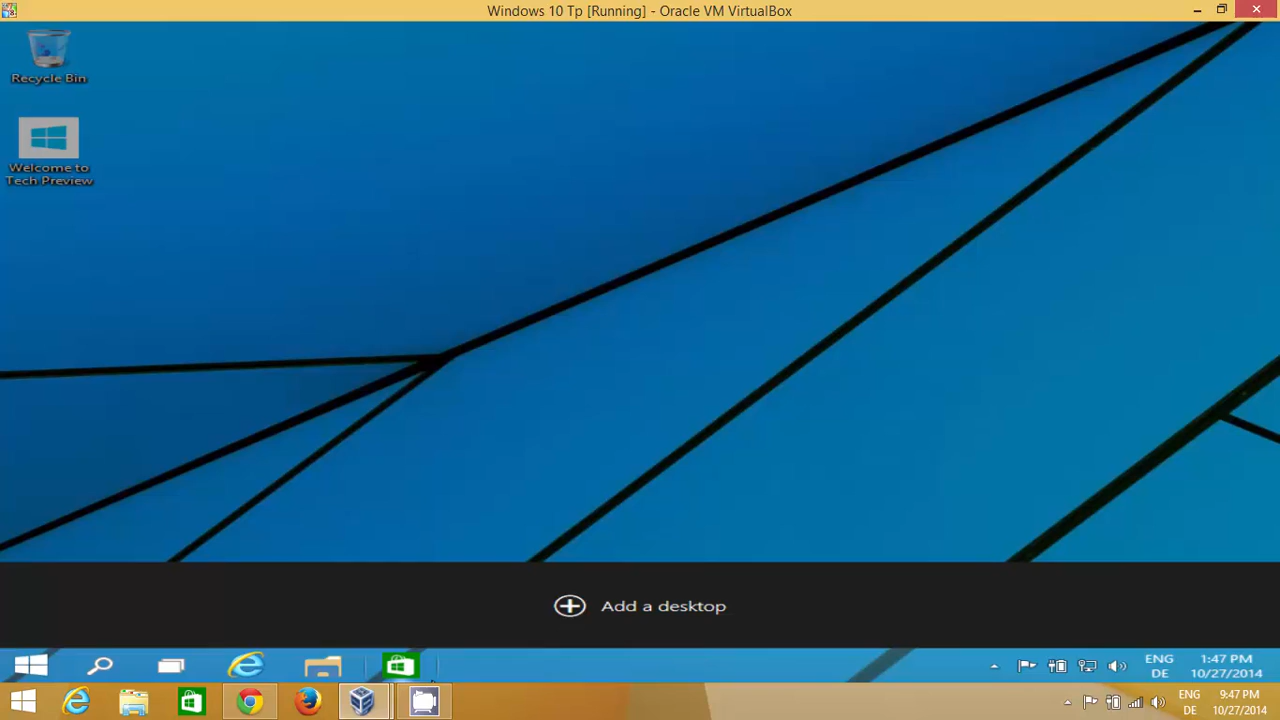 Windows 10 Tp [Running] - Oracle VM VirtualBox
Recycle Bin
Welcome to
Tech Preview
Add a desktop
ENG
DE
1:47 PM
10/27/2014
ENG
DE
9:47 PM
10/27/2014